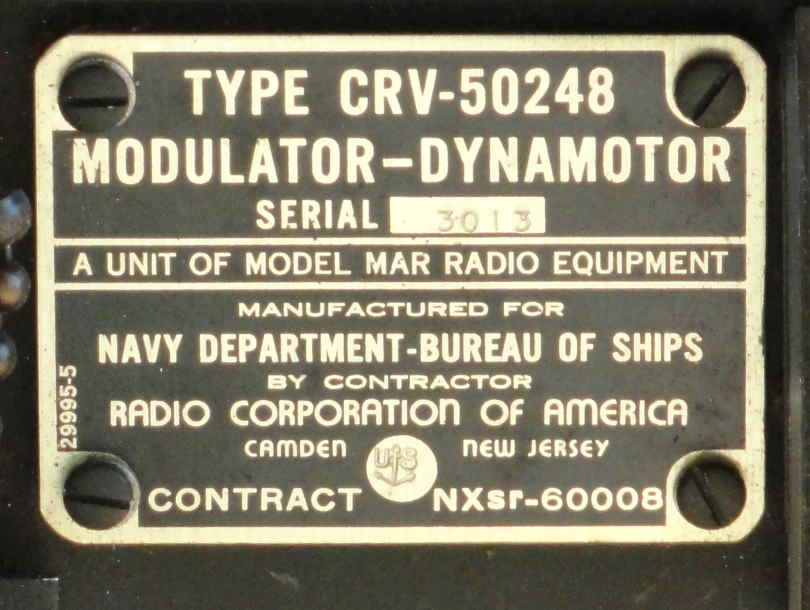 TYPE CRV-50248
MODULATOR-DYNAMOTOR
SERIAL 3013
A UNIT OF MODEL MAR RADIO EQUIPMENT
MANUFACTURED FOR
NAVY DEPARTMENT-BUREAU OF SHIPS
BY CONTRACTOR
RADIO CORPORATION OF AMERICA
CAMDEN NEW JERSEY
US
CONTRACT NXsr-60008
29995-5